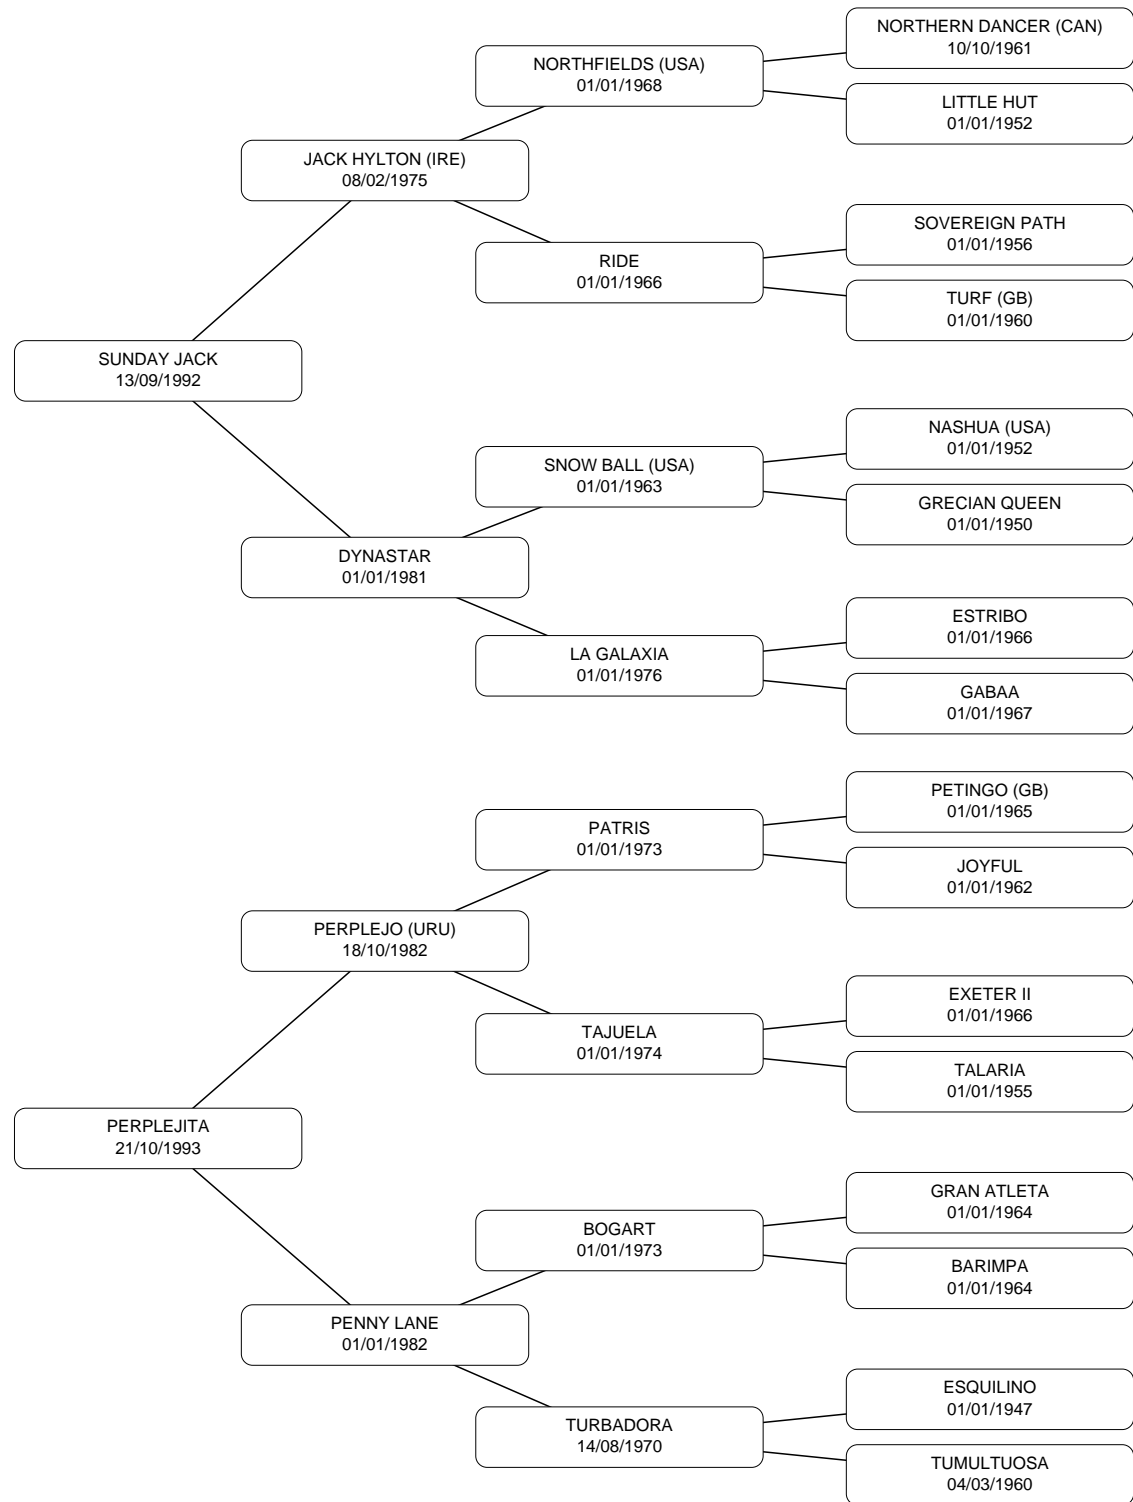 NORTHERN DANCER (CAN)
10/10/1961
NORTHFIELDS (USA)
01/01/1968
LITTLE HUT
01/01/1952
JACK HYLTON (IRE)
08/02/1975
SOVEREIGN PATH
01/01/1956
RIDE
01/01/1966
TURF (GB)
01/01/1960
SUNDAY JACK
13/09/1992
NASHUA (USA)
01/01/1952
SNOW BALL (USA)
01/01/1963
GRECIAN QUEEN
01/01/1950
DYNASTAR
01/01/1981
ESTRIBO
01/01/1966
LA GALAXIA
01/01/1976
GABAA
01/01/1967
PETINGO (GB)
01/01/1965
PATRIS
01/01/1973
JOYFUL
01/01/1962
PERPLEJO (URU)
18/10/1982
EXETER II
01/01/1966
TAJUELA
01/01/1974
TALARIA
01/01/1955
PERPLEJITA
21/10/1993
GRAN ATLETA
01/01/1964
BOGART
01/01/1973
BARIMPA
01/01/1964
PENNY LANE
01/01/1982
ESQUILINO
01/01/1947
TURBADORA
14/08/1970
TUMULTUOSA
04/03/1960